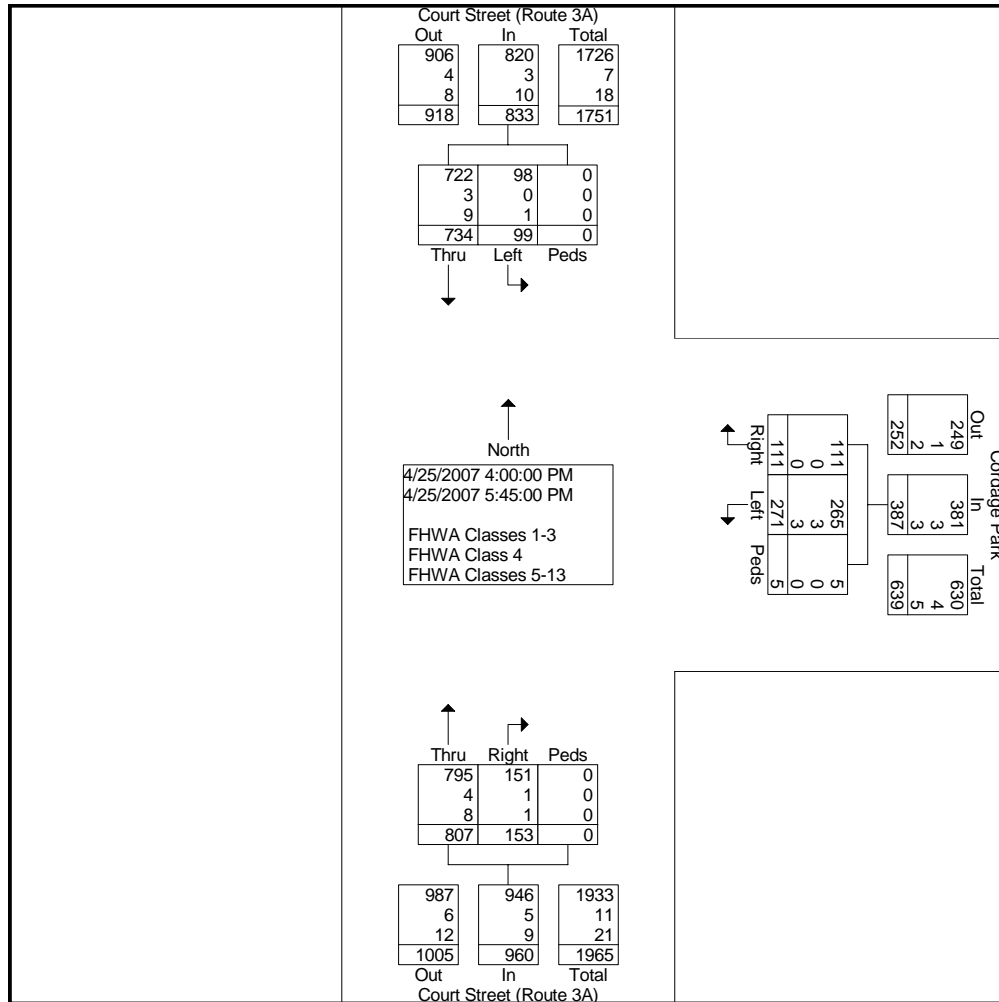 Court Street (Route 3A)
Out In Total
906 820 1726
4 3 7
8 10 18
918 833 1751
722 98 0
3 0 0
9 1 0
734 99 0
Thru Left Peds
North
4/25/2007 4:00:00 PM
4/25/2007 5:45:00 PM
FHWA Classes 1-3
FHWA Class 4
FHWA Classes 5-13
Cordage Park
Out In Total
249 381 630
1 3 4
2 3 5
252 387 639
111 265 5
0 3 0
0 3 0
111 271 5
Right Left Peds
Thru Right Peds
795 151 0
4 1 0
8 1 0
807 153 0
987 946 1933
6 5 11
12 9 21
1005 960 1965
Out In Total
Court Street (Route 3A)